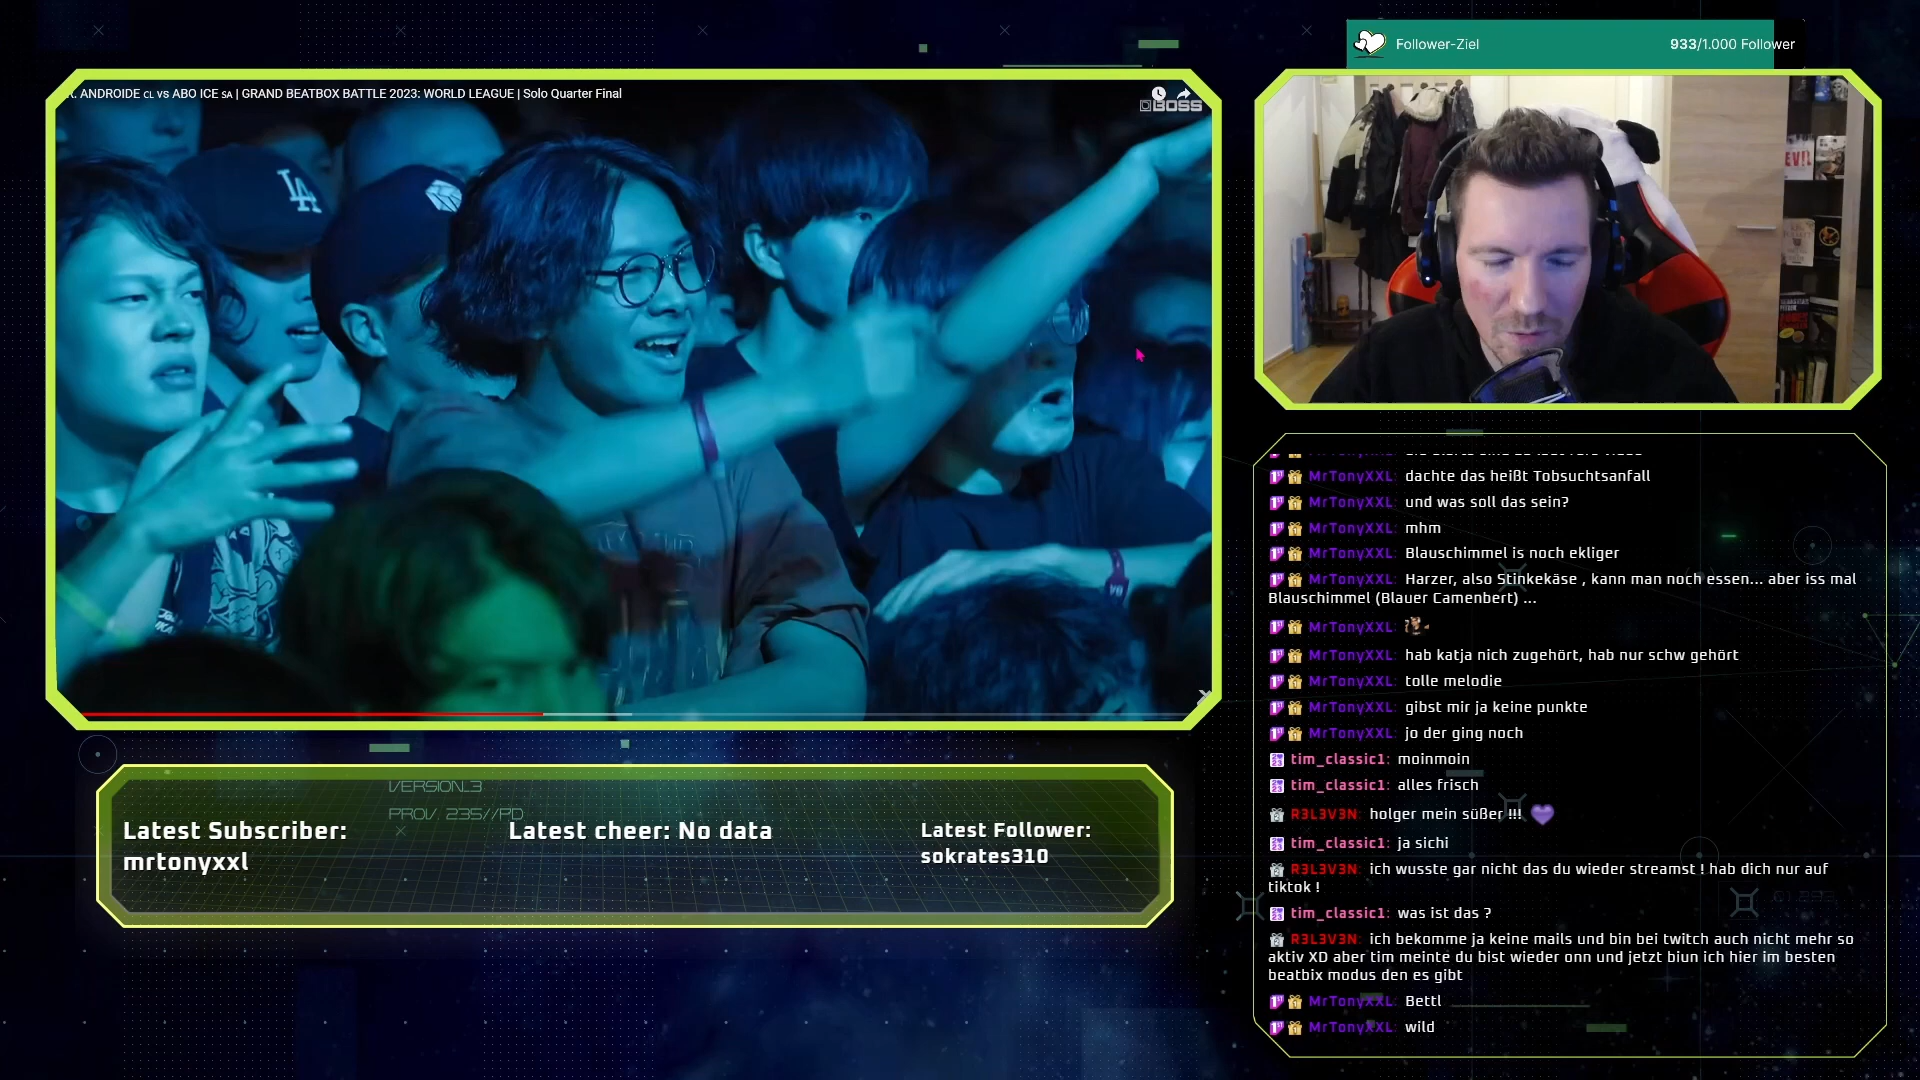 Follower-Ziel
933/1.000 Follower
. ANDROIDE CL vs ABO ICE SA | GRAND BEATBOX BATTLE 2023: WORLD LEAGUE | Solo Quarter Final
BOSS
LA
MrTonyXXL: dachte das heißt Tobsuchtsanfall
MrTonyXXL: und was soll das sein?
MrTonyXXL: mhm
MrTonyXXL: Blauschimmel is noch ekliger
MrTonyXXL: Harzer, also Stinkekäse , kann man noch essen... aber iss mal
Blauschimmel (Blauer Camenbert) ...
MrTonyXXL:
MrTonyXXL: hab katja nich zugehört, hab nur schw gehört
MrTonyXXL: tolle melodie
MrTonyXXL: gibst mir ja keine punkte
MrTonyXXL: jo der ging noch
tim_classic1: moinmoin
tim_classic1: alles frisch
R3L3V3N: holger mein süßer !!!
tim_classic1: ja sichi
R3L3V3N: ich wusste gar nicht das du wieder streamst ! hab dich nur auf
tiktok !
tim_classic1: was ist das ?
R3L3V3N: ich bekomme ja keine mails und bin bei twitch auch nicht mehr so
aktiv XD aber tim meinte du bist wieder onn und jetzt biun ich hier im besten
beatbix modus den es gibt
MrTonyXXL: Bettl
MrTonyXXL: wild
VERSION_3
PROV. 235//PD
Latest Subscriber:
mrtonyxxl
Latest cheer: No data
Latest Follower:
sokrates310